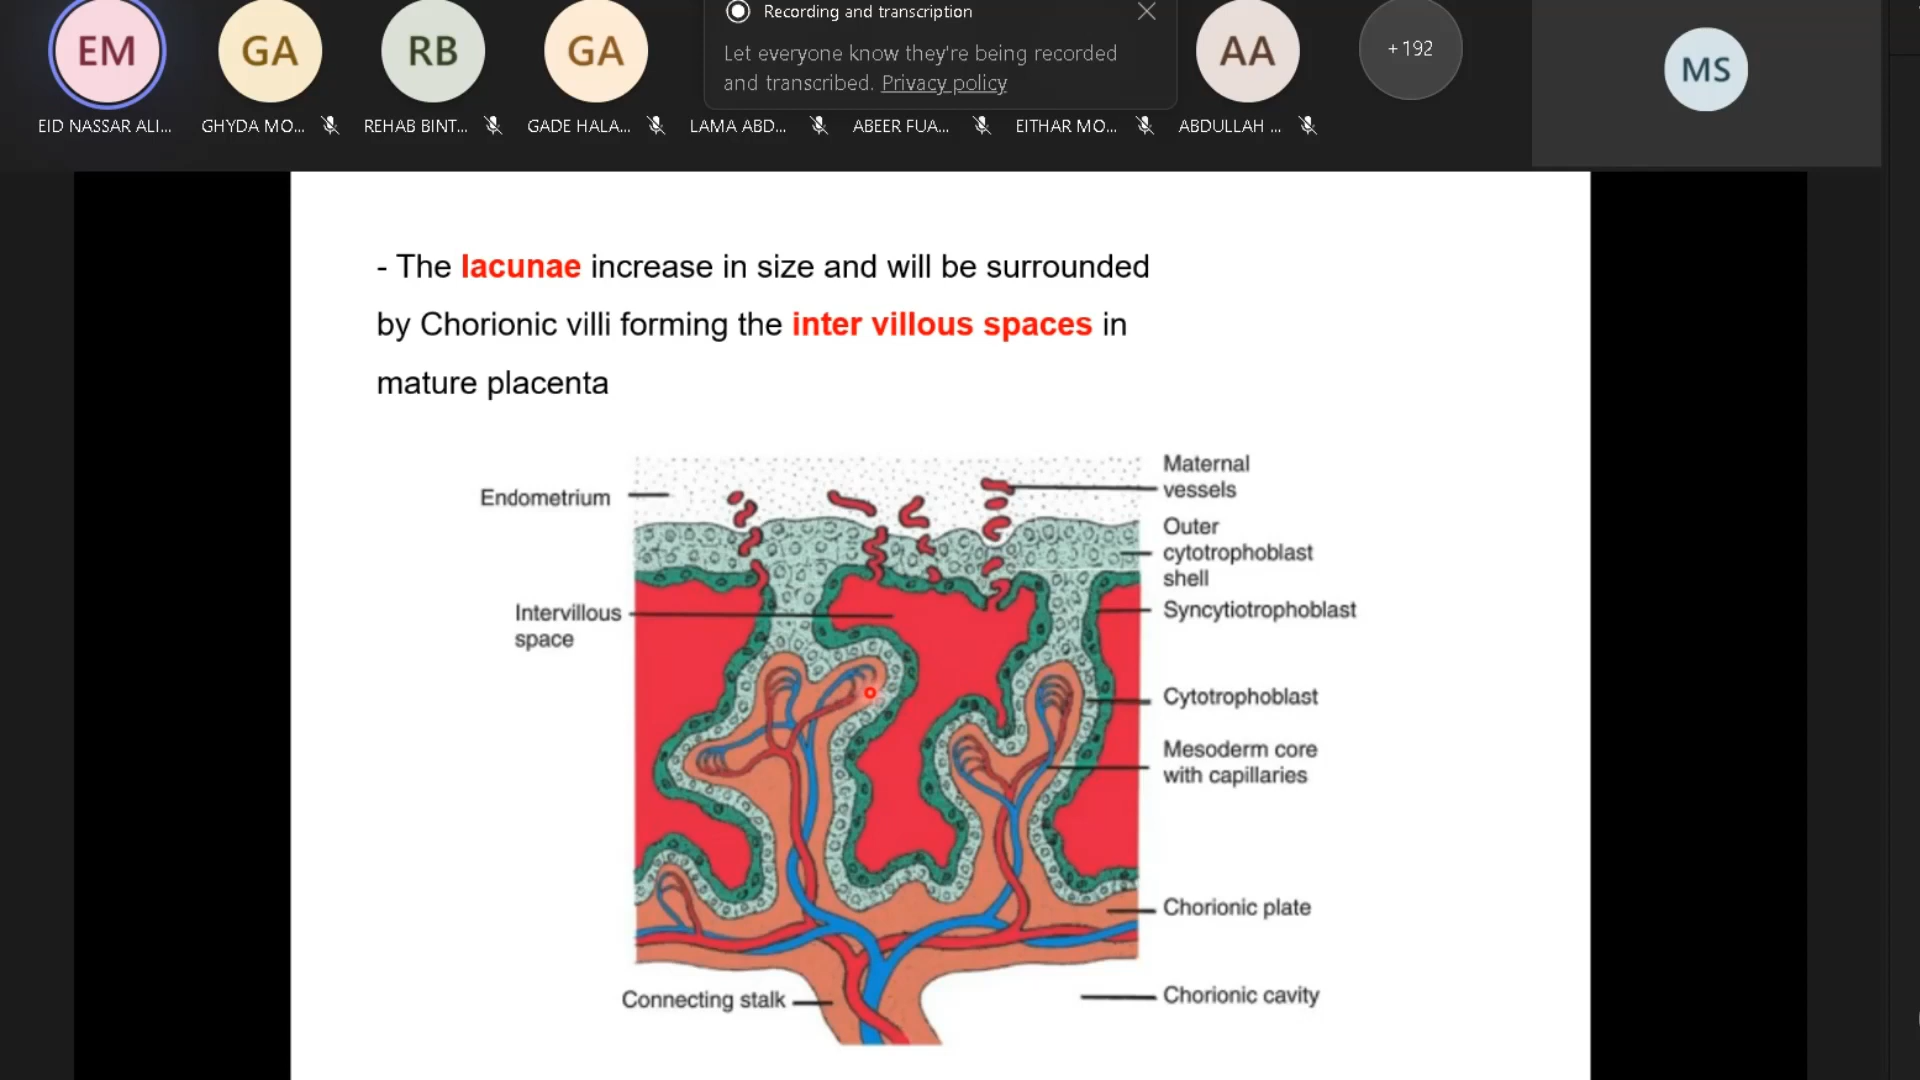 Recording and transcription
Let everyone know they're being recorded
and transcribed. Privacy policy
EM
GA
RB
GA
AA
+192
MS
EID NASSAR ALI...
GHYDA MO...
REHAB BINT...
GADE HALA...
LAMA ABD...
ABEER FUA...
EITHAR MO...
ABDULLAH ...
- The lacunae increase in size and will be surrounded
by Chorionic villi forming the inter villous spaces in
mature placenta
Endometrium
Maternal
vessels
Outer
cytotrophoblast
shell
Intervillous
space
Syncytiotrophoblast
Cytotrophoblast
Mesoderm core
with capillaries
Chorionic plate
Connecting stalk
Chorionic cavity